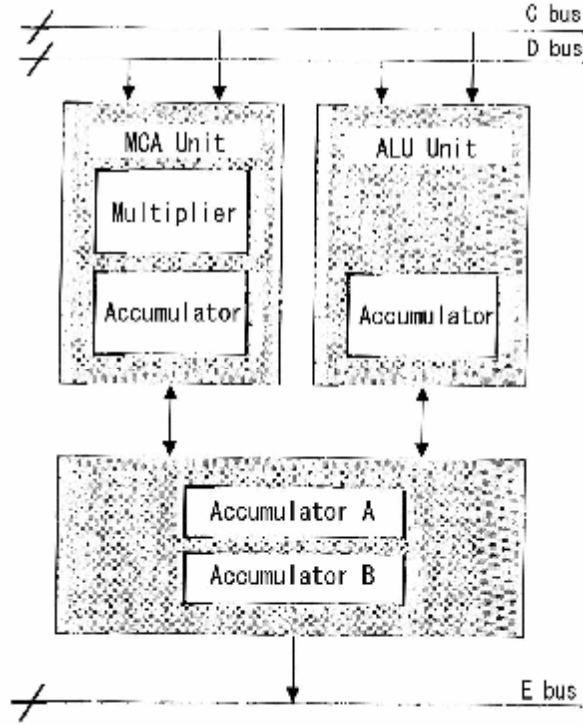 C bus
D bus
MCA Unit
ALU Unit
Multiplier
Accumulator
Accumulator
Accumulator A
Accumulator B
E bus